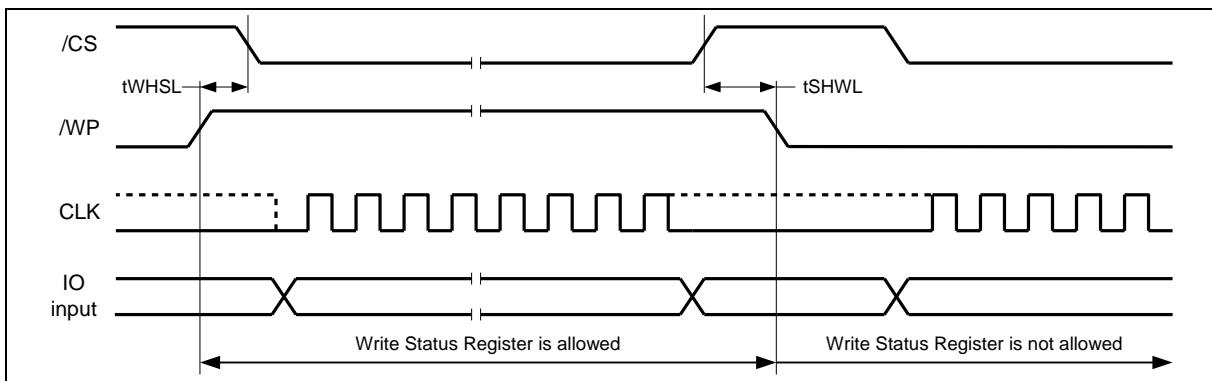 /CS
tWHSL
tSHWL
/WP
CLK
IO
input
Write Status Register is allowed
Write Status Register is not allowed